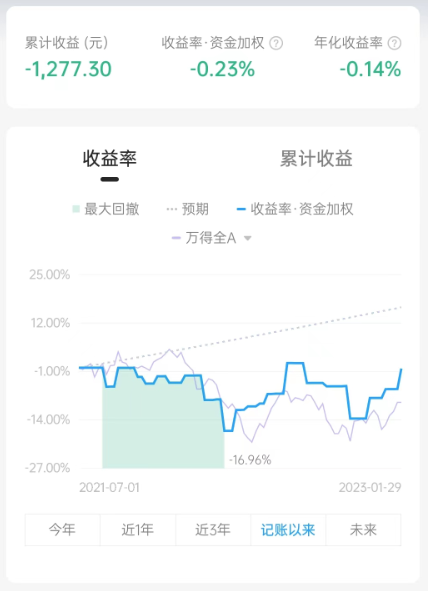 累计收益 (元) 收益率·资金加权 ? 年化收益率 ?
-1,277.30 -0.23% -0.14%
收益率 累计收益
最大回撤 预期 收益率·资金加权
万得全A
25.00%
12.00%
-1.00%
-14.00%
-27.00%
-16.96%
2021-07-01 2023-01-29
今年 近1年 近3年 记账以来 未来